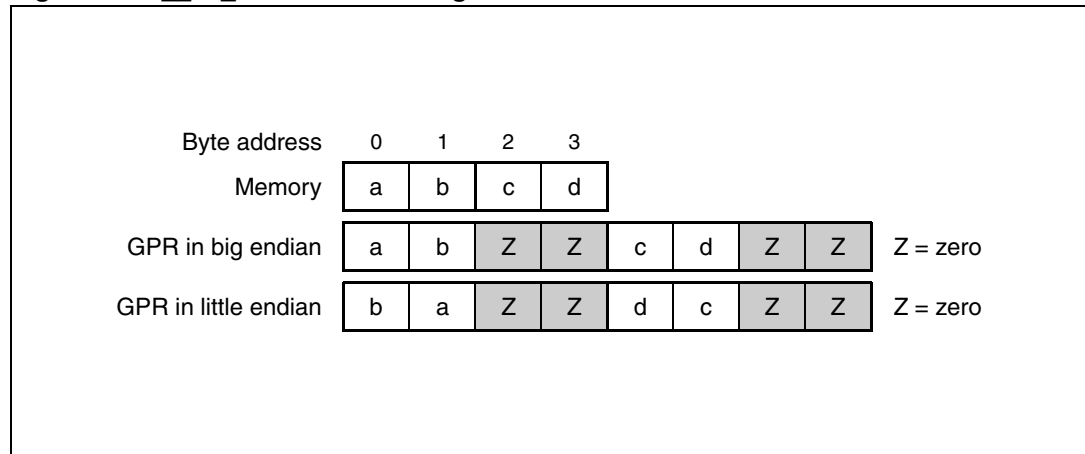 Byte address 0 1 2 3
Memory a b c d
GPR in big endian a b Z Z c d Z Z Z = zero
GPR in little endian b a Z Z d c Z Z Z = zero